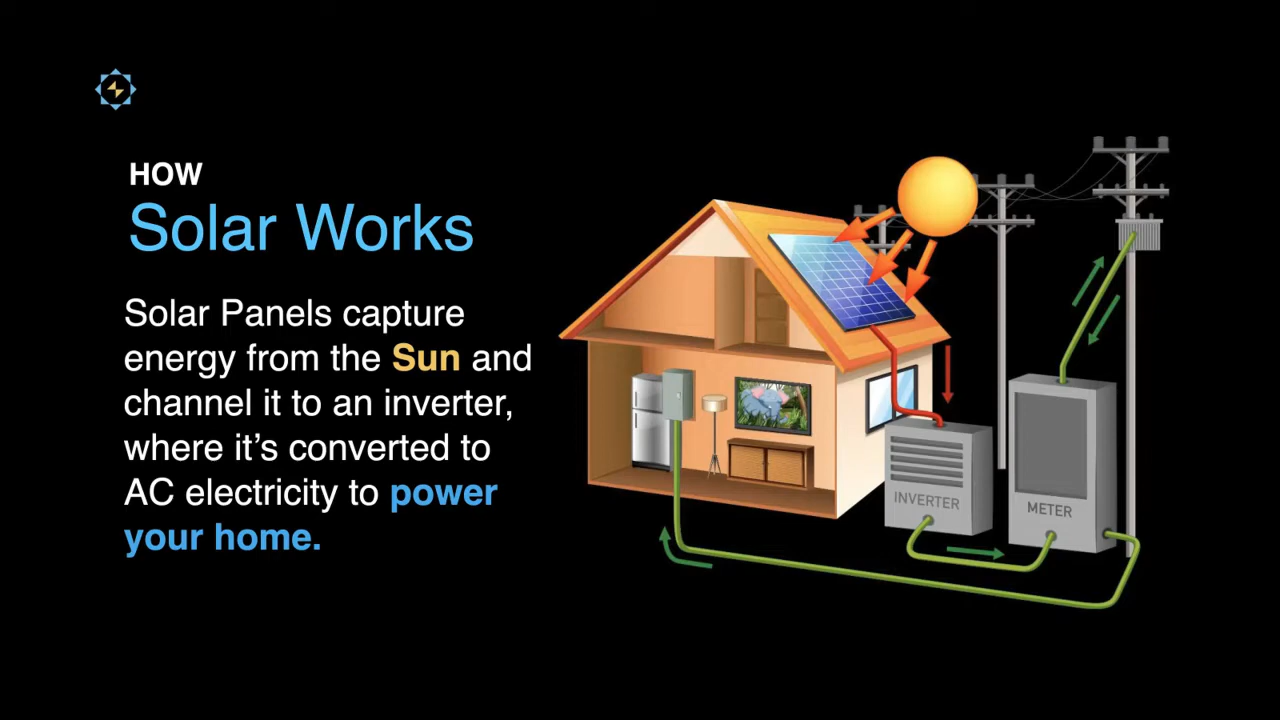 HOW
Solar Works
Solar Panels capture
energy from the Sun and
channel it to an inverter,
where it’s converted to
AC electricity to power
your home.
INVERTER
METER